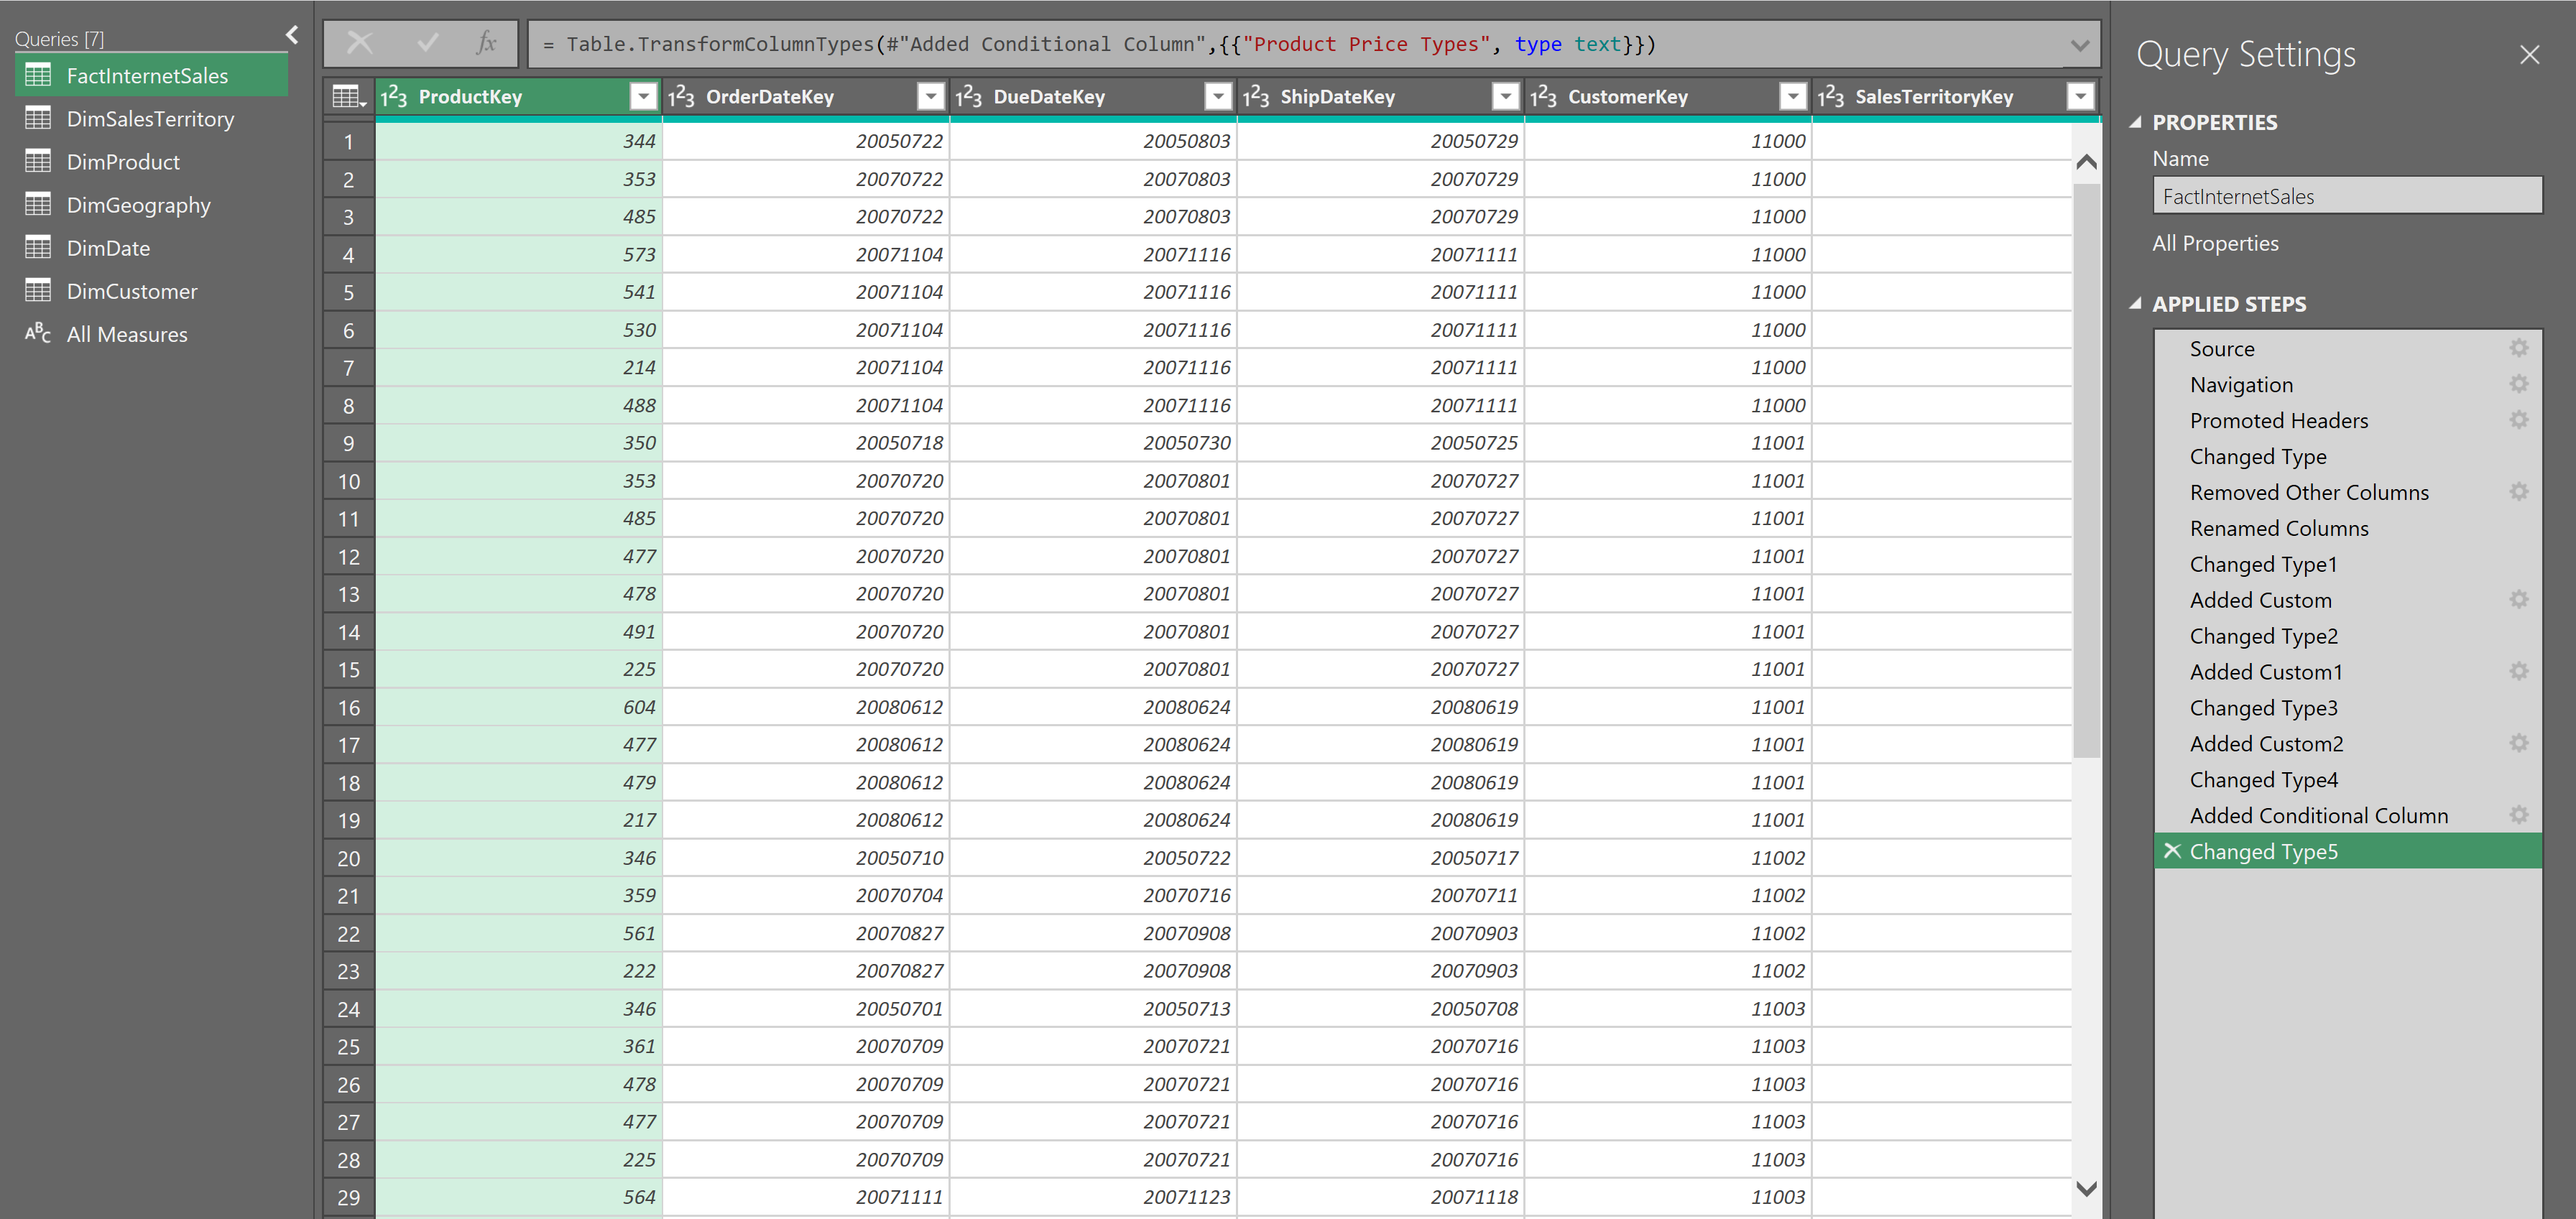 Queries [7]
FactInternetSales
DimSalesTerritory
DimProduct
DimGeography
DimDate
DimCustomer
ABC All Measures
fx = Table.TransformColumnTypes(#"Added Conditional Column",{{"Product Price Types", type text}})
123 ProductKey 123 OrderDateKey 123 DueDateKey 123 ShipDateKey 123 CustomerKey 123 SalesTerritoryKey
1 344 20050722 20050803 20050729 11000
2 353 20070722 20070803 20070729 11000
3 485 20070722 20070803 20070729 11000
4 573 20071104 20071116 20071111 11000
5 541 20071104 20071116 20071111 11000
6 530 20071104 20071116 20071111 11000
7 214 20071104 20071116 20071111 11000
8 488 20071104 20071116 20071111 11000
9 350 20050718 20050730 20050725 11001
10 353 20070720 20070801 20070727 11001
11 485 20070720 20070801 20070727 11001
12 477 20070720 20070801 20070727 11001
13 478 20070720 20070801 20070727 11001
14 491 20070720 20070801 20070727 11001
15 225 20070720 20070801 20070727 11001
16 604 20080612 20080624 20080619 11001
17 477 20080612 20080624 20080619 11001
18 479 20080612 20080624 20080619 11001
19 217 20080612 20080624 20080619 11001
20 346 20050710 20050722 20050717 11002
21 359 20070704 20070716 20070711 11002
22 561 20070827 20070908 20070903 11002
23 222 20070827 20070908 20070903 11002
24 346 20050701 20050713 20050708 11003
25 361 20070709 20070721 20070716 11003
26 478 20070709 20070721 20070716 11003
27 477 20070709 20070721 20070716 11003
28 225 20070709 20070721 20070716 11003
29 564 20071111 20071123 20071118 11003
Query Settings
PROPERTIES
Name
FactInternetSales
All Properties
APPLIED STEPS
Source
Navigation
Promoted Headers
Changed Type
Removed Other Columns
Renamed Columns
Changed Type1
Added Custom
Changed Type2
Added Custom1
Changed Type3
Added Custom2
Changed Type4
Added Conditional Column
Changed Type5